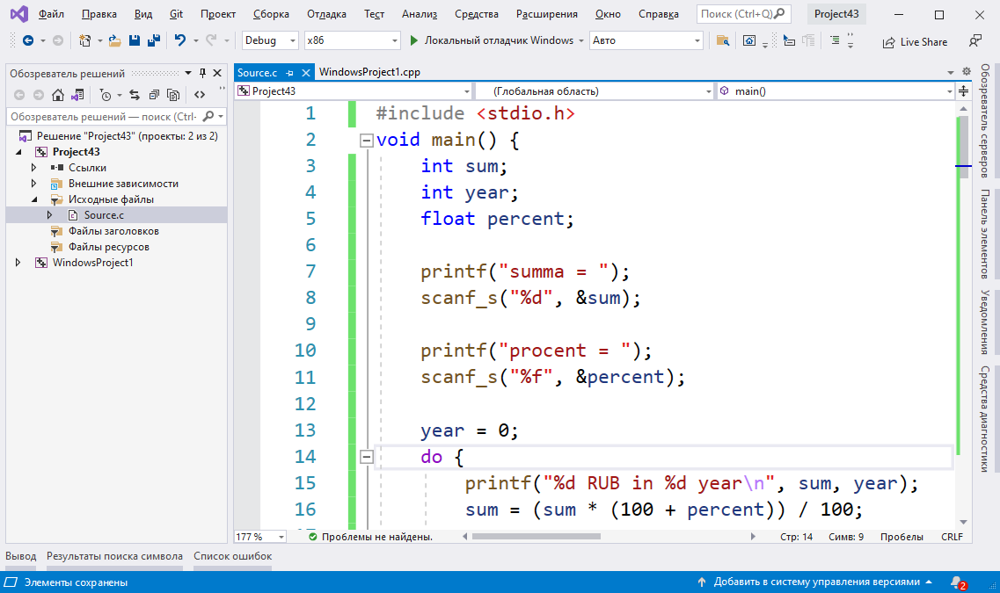 Файл Правка Вид Git Проект Сборка Отладка Тест Анализ Средства Расширения Окно Справка Поиск (Ctrl+Q) Project43
Debug x86 Локальный отладчик Windows Авто Live Share
Обозреватель решений
Обозреватель решений — поиск (Ctrl-
Решение "Project43" (проекты: 2 из 2)
Project43
Ссылки
Внешние зависимости
Исходные файлы
Source.c
Файлы заголовков
Файлы ресурсов
WindowsProject1
Source.c WindowsProject1.cpp
Project43 (Глобальная область) main()
1 #include <stdio.h>
2 void main() {
3 int sum;
4 int year;
5 float percent;
6
7 printf("summa = ");
8 scanf_s("%d", &sum);
9
10 printf("procent = ");
11 scanf_s("%f", &percent);
12
13 year = 0;
14 do {
15 printf("%d RUB in %d year\n", sum, year);
16 sum = (sum * (100 + percent)) / 100;
177 % Проблемы не найдены. Стр: 14 Симв: 9 Пробелы CRLF
Обозреватель серверов
Панель элементов
Уведомления
Средства диагностики
Вывод Результаты поиска символа Список ошибок
Элементы сохранены Добавить в систему управления версиями 2